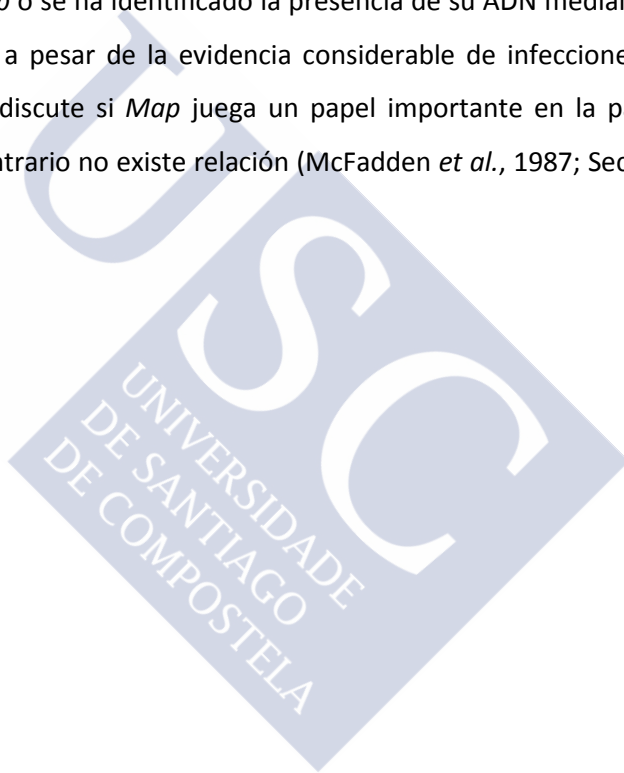 o se ha identificado la presencia de su ADN
a pesar de la evidencia considerable de
discute si Map juega un papel importante en la
no existe relación (McFadden et al., 1987;
USC
UNIVERSIDADE
DE SANTIAGO
DE COMPOSTELA